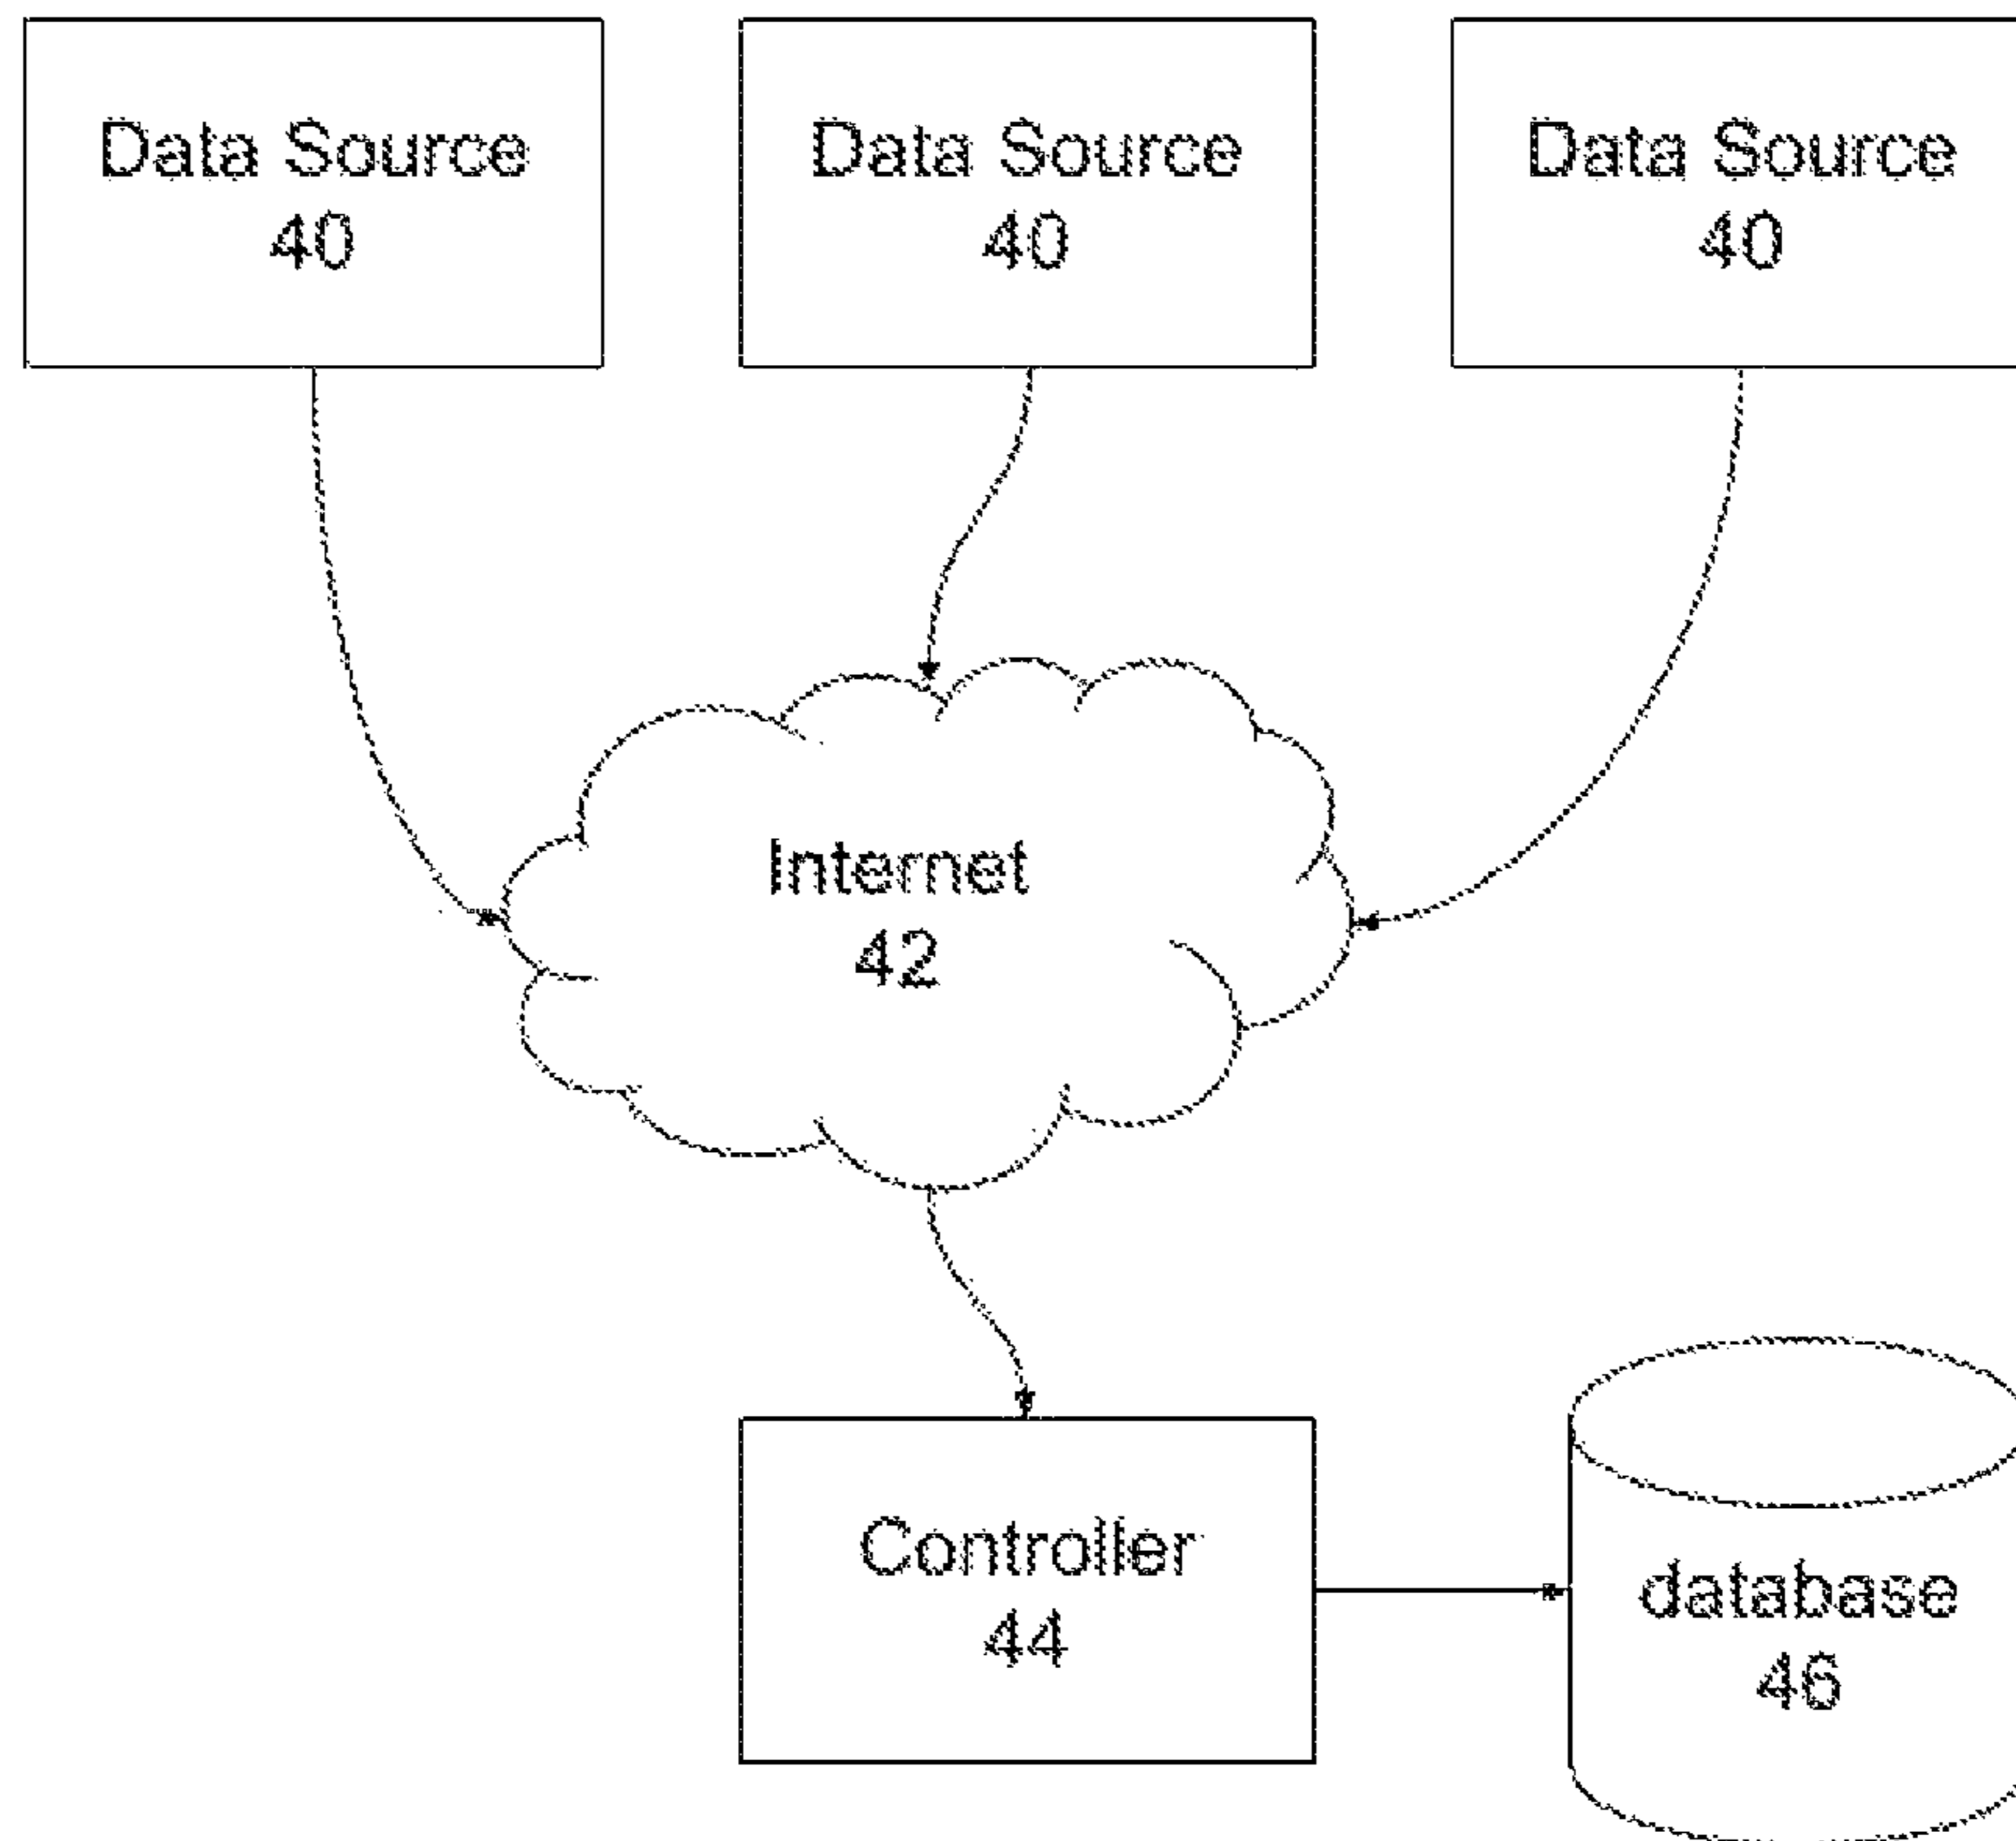 Data Source
40
Data Source
40
Data Source
40
Internet
42
Controller
44
database
46